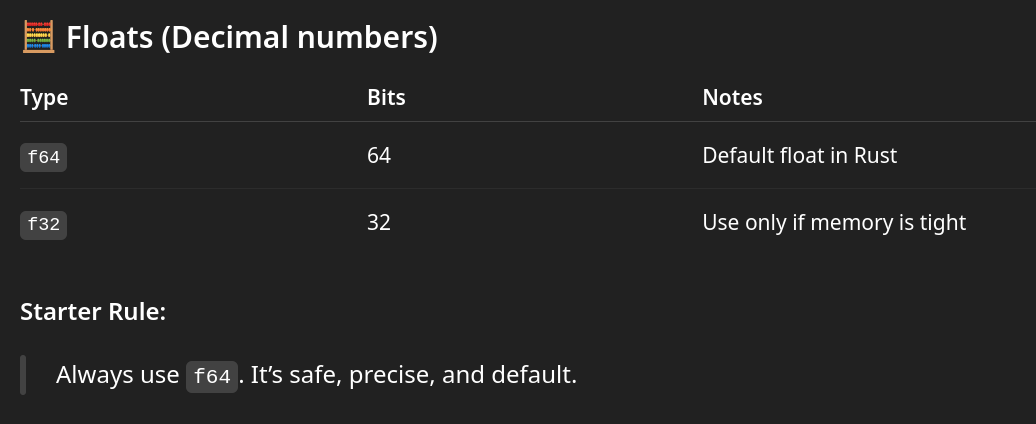 🧮 Floats (Decimal numbers)
Type Bits Notes
f64 64 Default float in Rust
f32 32 Use only if memory is tight
Starter Rule:
Always use f64. It’s safe, precise, and default.